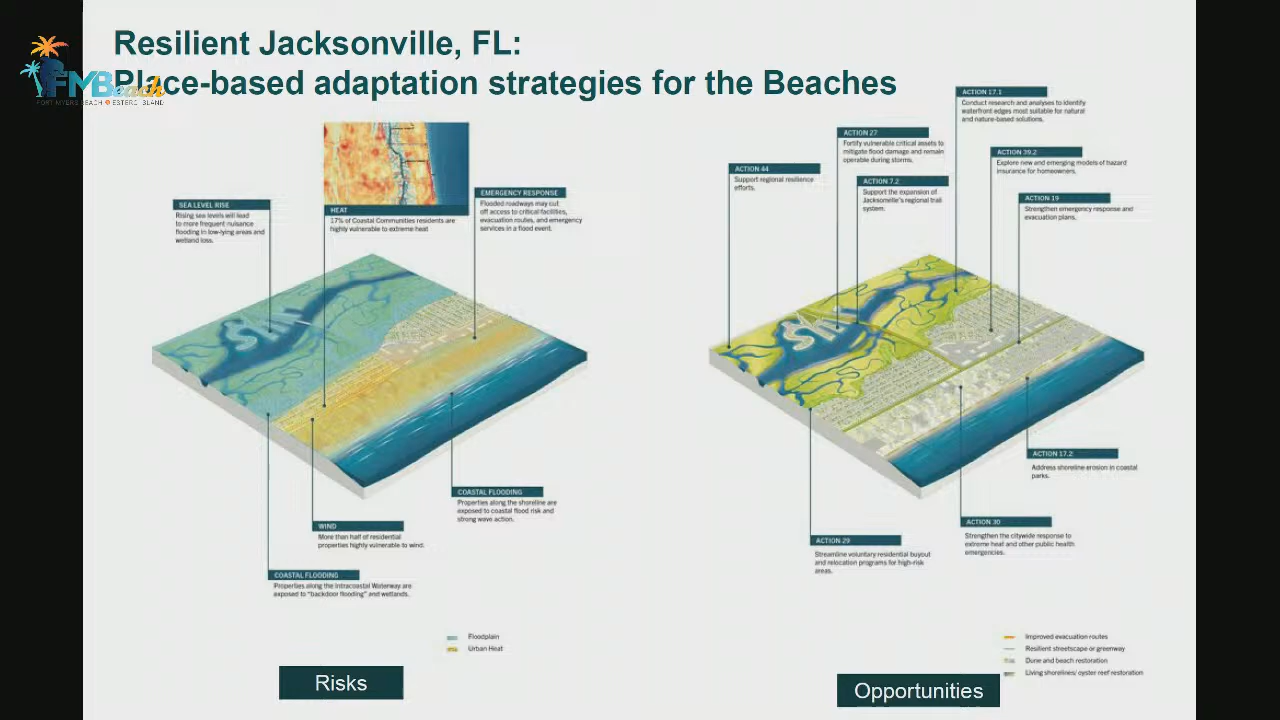 Resilient Jacksonville, FL:
Place-based adaptation strategies for the Beaches
FMBeach
FORT MYERS BEACH ESTERO ISLAND
SEA LEVEL RISE
Rising sea levels will lead
to more frequent nuisance
flooding in low-lying areas and
wetland loss.
HEAT
17% of Coastal Communities residents are
highly vulnerable to extreme heat
EMERGENCY RESPONSE
Flooded roadways may cut
off access to critical facilities,
evacuation routes, and emergency
services in a flood event.
COASTAL FLOODING
Properties along the shoreline are
exposed to coastal flood risk and
strong wave action.
WIND
More than half of residential
properties highly vulnerable to wind.
COASTAL FLOODING
Properties along the Intracoastal Waterway are
exposed to "backdoor flooding" and wetlands.
Floodplain
Urban Heat
Risks
ACTION 44
Support regional resilience
efforts.
ACTION 27
Fortify vulnerable critical assets to
mitigate flood damage and remain
operable during storms.
ACTION 7.2
Support the expansion of
Jacksonville's regional trail
system.
ACTION 17.1
Conduct research and analyses to identify
waterfront edges most suitable for natural
and nature-based solutions.
ACTION 39.2
Explore new and emerging models of hazard
insurance for homeowners.
ACTION 19
Strengthen emergency response and
evacuation plans.
ACTION 17.2
Address shoreline erosion in coastal
parks.
ACTION 30
Strengthen the citywide response to
extreme heat and other public health
emergencies.
ACTION 29
Streamline voluntary residential buyout
and relocation programs for high-risk
areas.
Improved evacuation routes
Resilient streetscape or greenway
Dune and beach restoration
Living shorelines/ oyster reef restoration
Opportunities